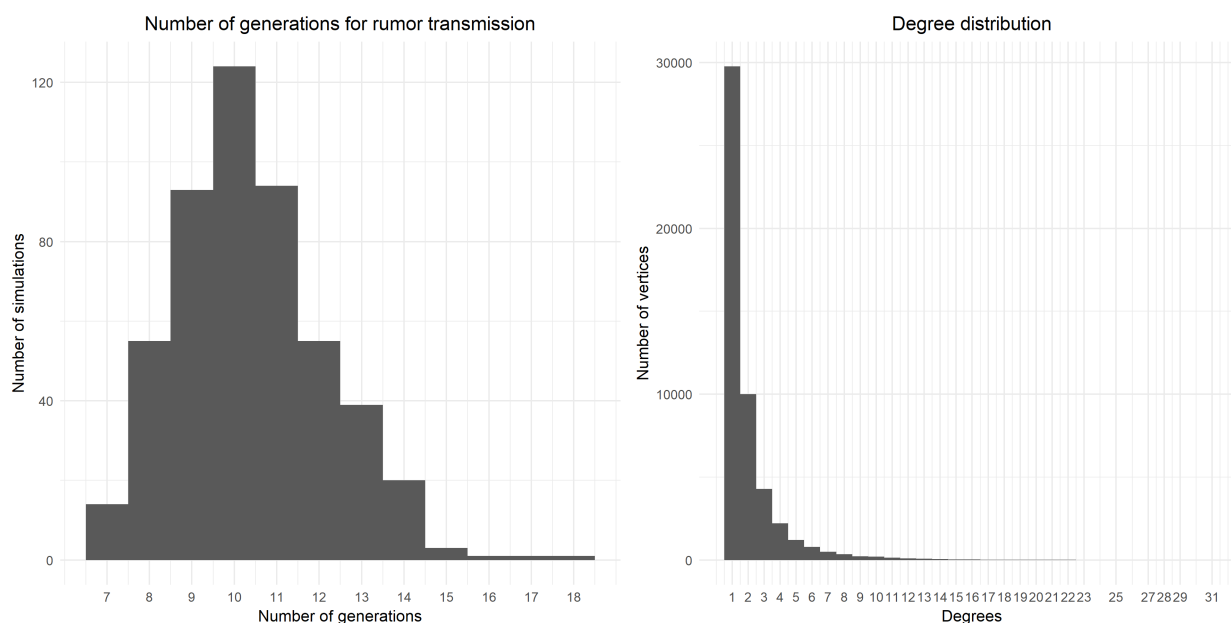 Number of generations for rumor transmission
Number of simulations
120
80
40
0
7 8 9 10 11 12 13 14 15 16 17 18
Number of generations
Degree distribution
Number of vertices
30000
20000
10000
0
1 2 3 4 5 6 7 8 9 10 11 12 13 14 15 16 17 18 19 20 21 22 23 25 27 28 29 31
Degrees